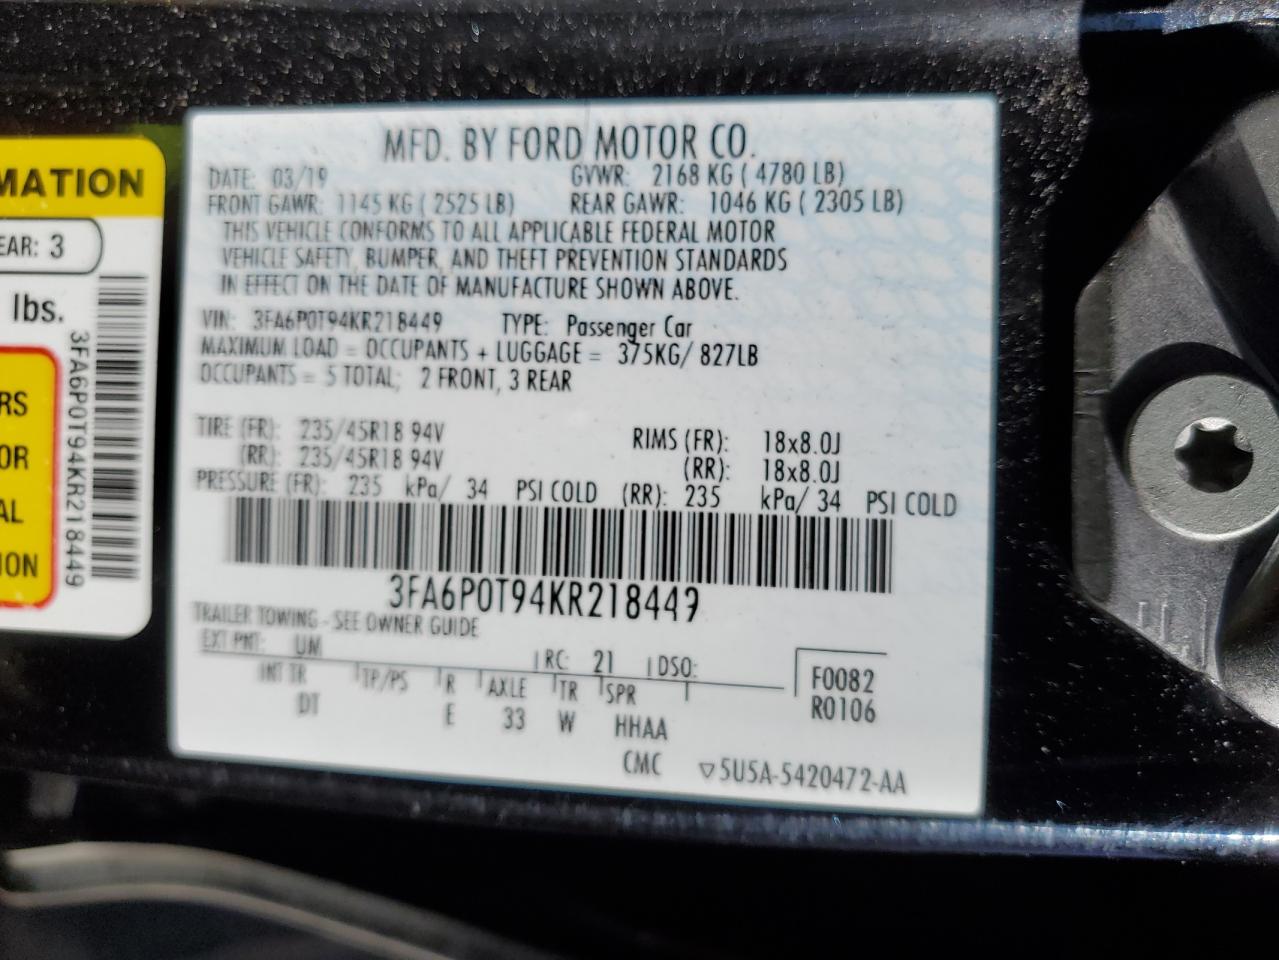 MATION
EAR: 3
lbs.
RS
OR
AL
ION
3FA6P0T94KR218449
MFD. BY FORD MOTOR CO.
DATE: 03/19 GVWR: 2168 KG ( 4780 LB)
FRONT GAWR: 1145 KG ( 2525 LB) REAR GAWR: 1046 KG ( 2305 LB)
THIS VEHICLE CONFORMS TO ALL APPLICABLE FEDERAL MOTOR
VEHICLE SAFETY, BUMPER, AND THEFT PREVENTION STANDARDS
IN EFFECT ON THE DATE OF MANUFACTURE SHOWN ABOVE.
VIN: 3FA6P0T94KR218449 TYPE: Passenger Car
MAXIMUM LOAD = OCCUPANTS + LUGGAGE = 375KG/ 827LB
OCCUPANTS = 5 TOTAL; 2 FRONT, 3 REAR
TIRE (FR): 235/45R18 94V RIMS (FR): 18x8.0J
(RR): 235/45R18 94V (RR): 18x8.0J
PRESSURE (FR): 235 kPa/ 34 PSI COLD (RR): 235 kPa/ 34 PSI COLD
3FA6P0T94KR218449
TRAILER TOWING - SEE OWNER GUIDE
EXT PNT: UM RC: 21 DSO: F0082
INT TR TP/PS R AXLE TR SPR R0106
DT E 33 W HHAA
CMC ▽5U5A-5420472-AA